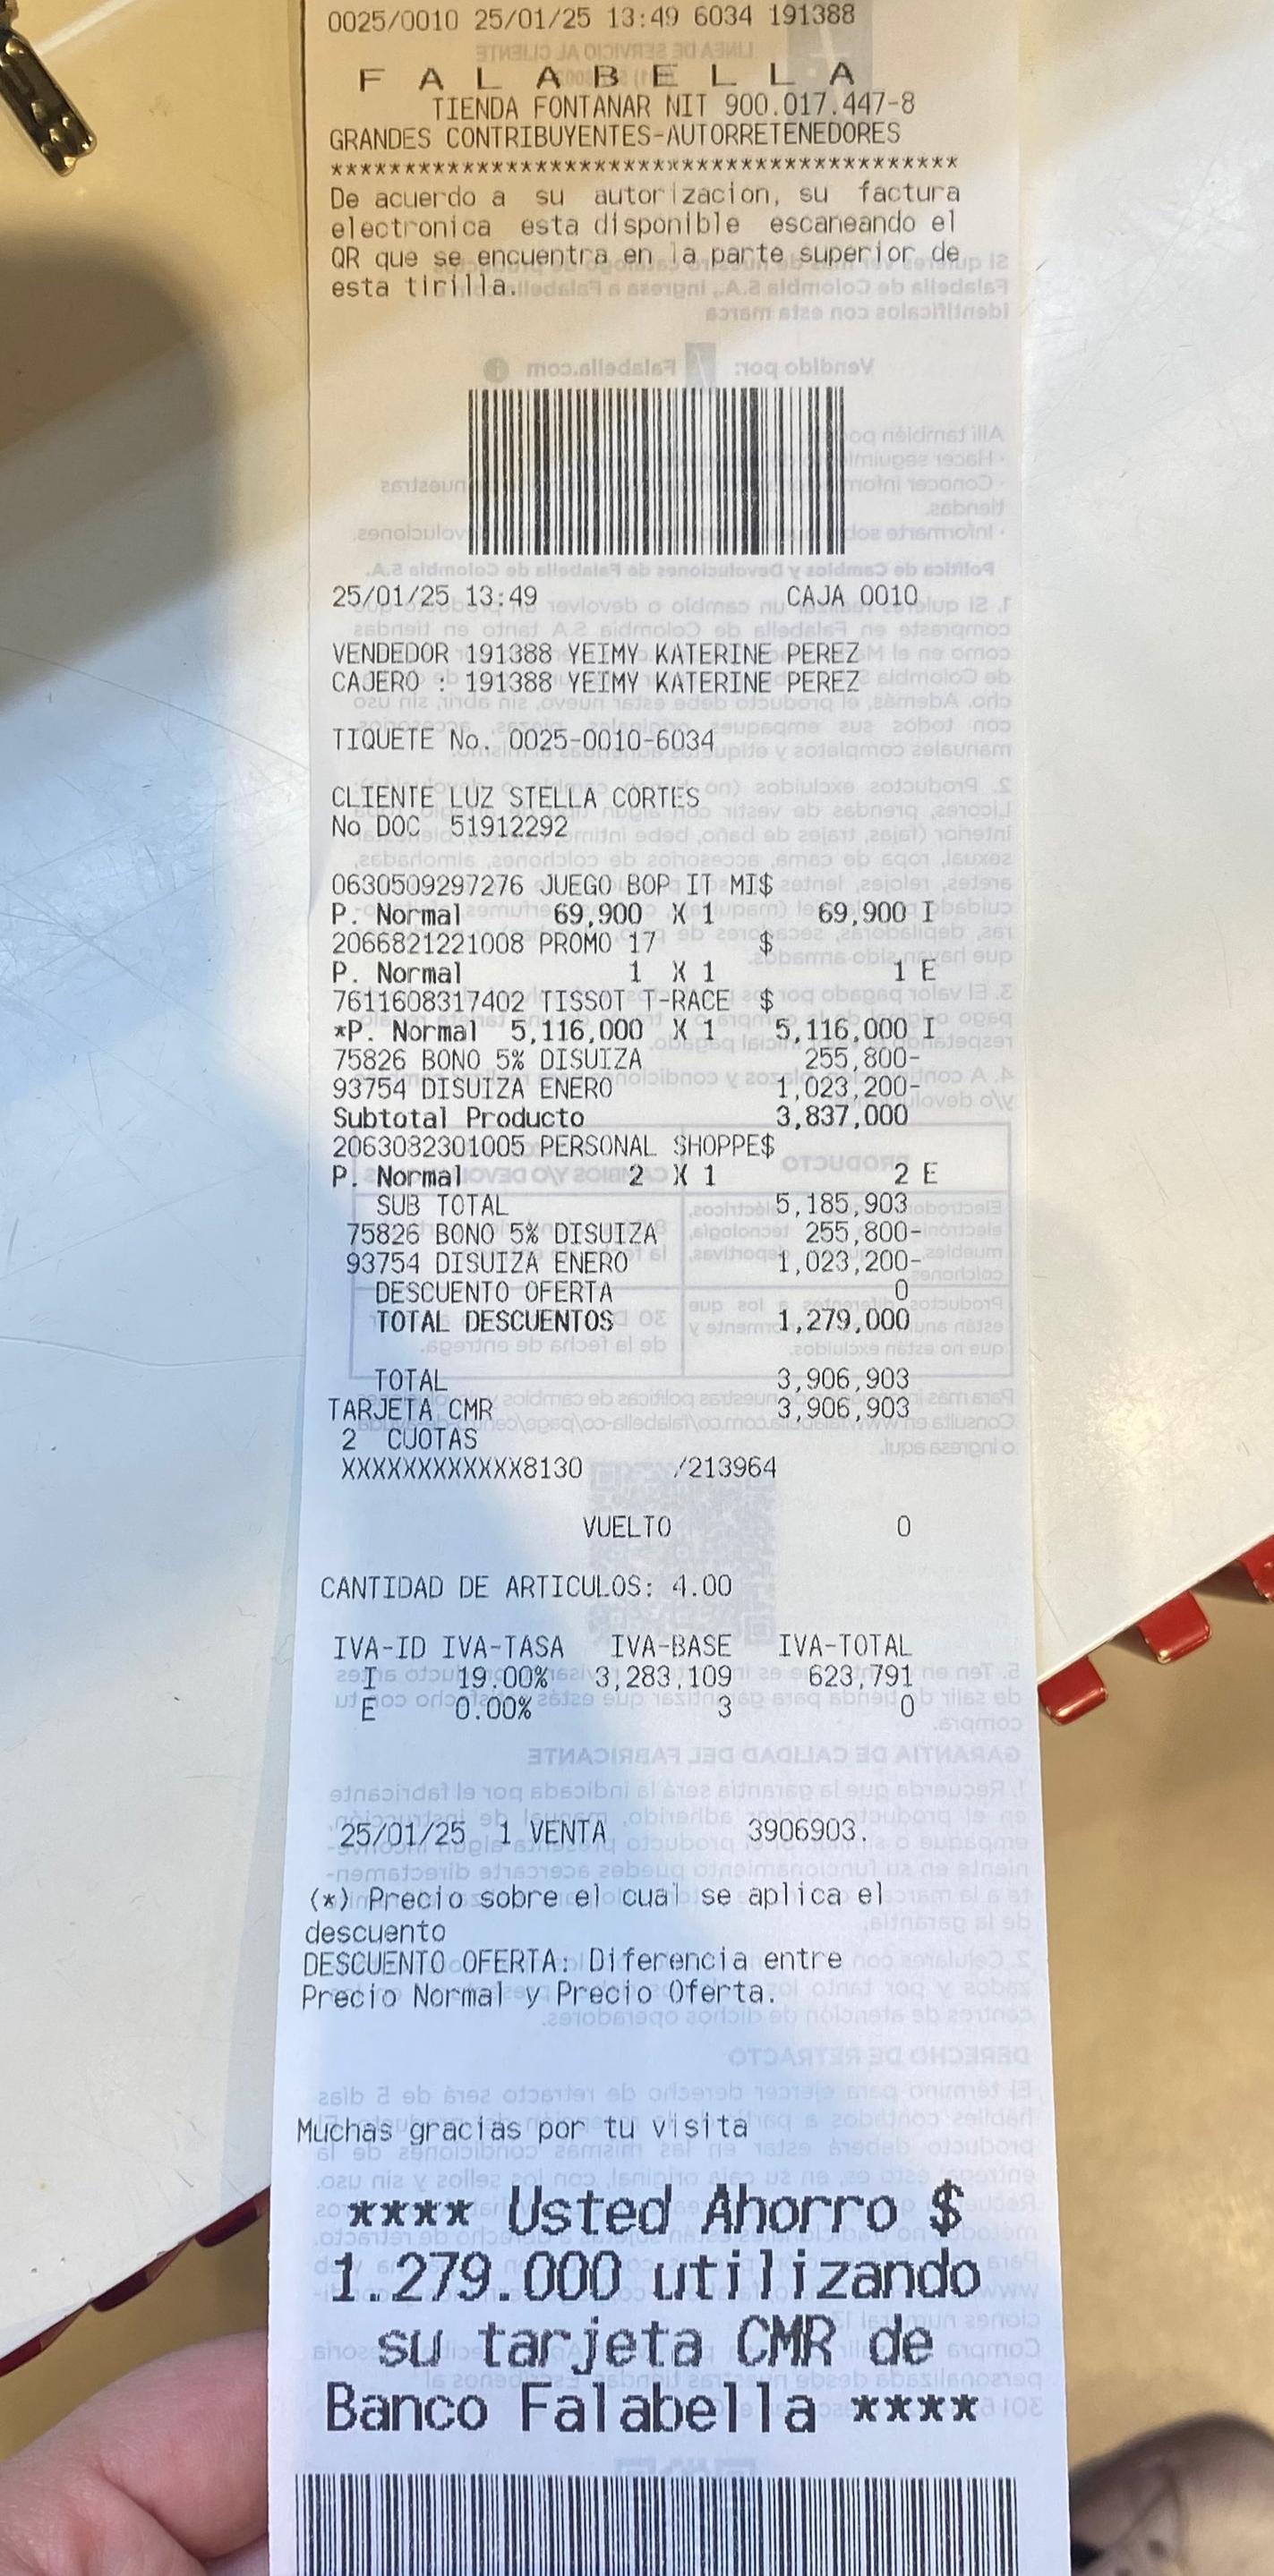 0025/0010 25/01/25 13:49 6034 191388
F A L A B E L L A
TIENDA FONTANAR NIT 900.017.447-8
GRANDES CONTRIBUYENTES-AUTORRETENEDORES
*******************************************
De acuerdo a su autorizacion, su factura
electronica esta disponible escaneando el
QR que se encuentra en la parte superior de
esta tirilla.
25/01/25 13:49 CAJA 0010
VENDEDOR 191388 YEIMY KATERINE PEREZ
CAJERO : 191388 YEIMY KATERINE PEREZ
TIQUETE No. 0025-0010-6034
CLIENTE LUZ STELLA CORTES
No DOC 51912292
0630509297276 JUEGO BOP IT MI$
P. Normal 69,900 X 1 69,900 I
2066821221008 PROMO 17 $
P. Normal 1 X 1 1 E
7611608317402 TISSOT T-RACE $
*P. Normal 5,116,000 X 1 5,116,000 I
75826 BONO 5% DISUIZA 255,800-
93754 DISUIZA ENERO 1,023,200-
Subtotal Producto 3,837,000
2063082301005 PERSONAL SHOPPE$
P. Normal 2 X 1 2 E
SUB TOTAL 5,185,903
75826 BONO 5% DISUIZA 255,800-
93754 DISUIZA ENERO 1,023,200-
DESCUENTO OFERTA 0
TOTAL DESCUENTOS 1,279,000
TOTAL 3,906,903
TARJETA CMR 3,906,903
2 CUOTAS
XXXXXXXXXXXX8130 /213964
VUELTO 0
CANTIDAD DE ARTICULOS: 4.00
IVA-ID IVA-TASA IVA-BASE IVA-TOTAL
I 19.00% 3,283,109 623,791
E 0.00% 3 0
25/01/25 1 VENTA 3906903.
(*) Precio sobre el cual se aplica el
descuento
DESCUENTO OFERTA: Diferencia entre
Precio Normal y Precio Oferta.
Muchas gracias por tu visita
**** Usted Ahorro $
1.279.000 utilizando
su tarjeta CMR de
Banco Falabella ****